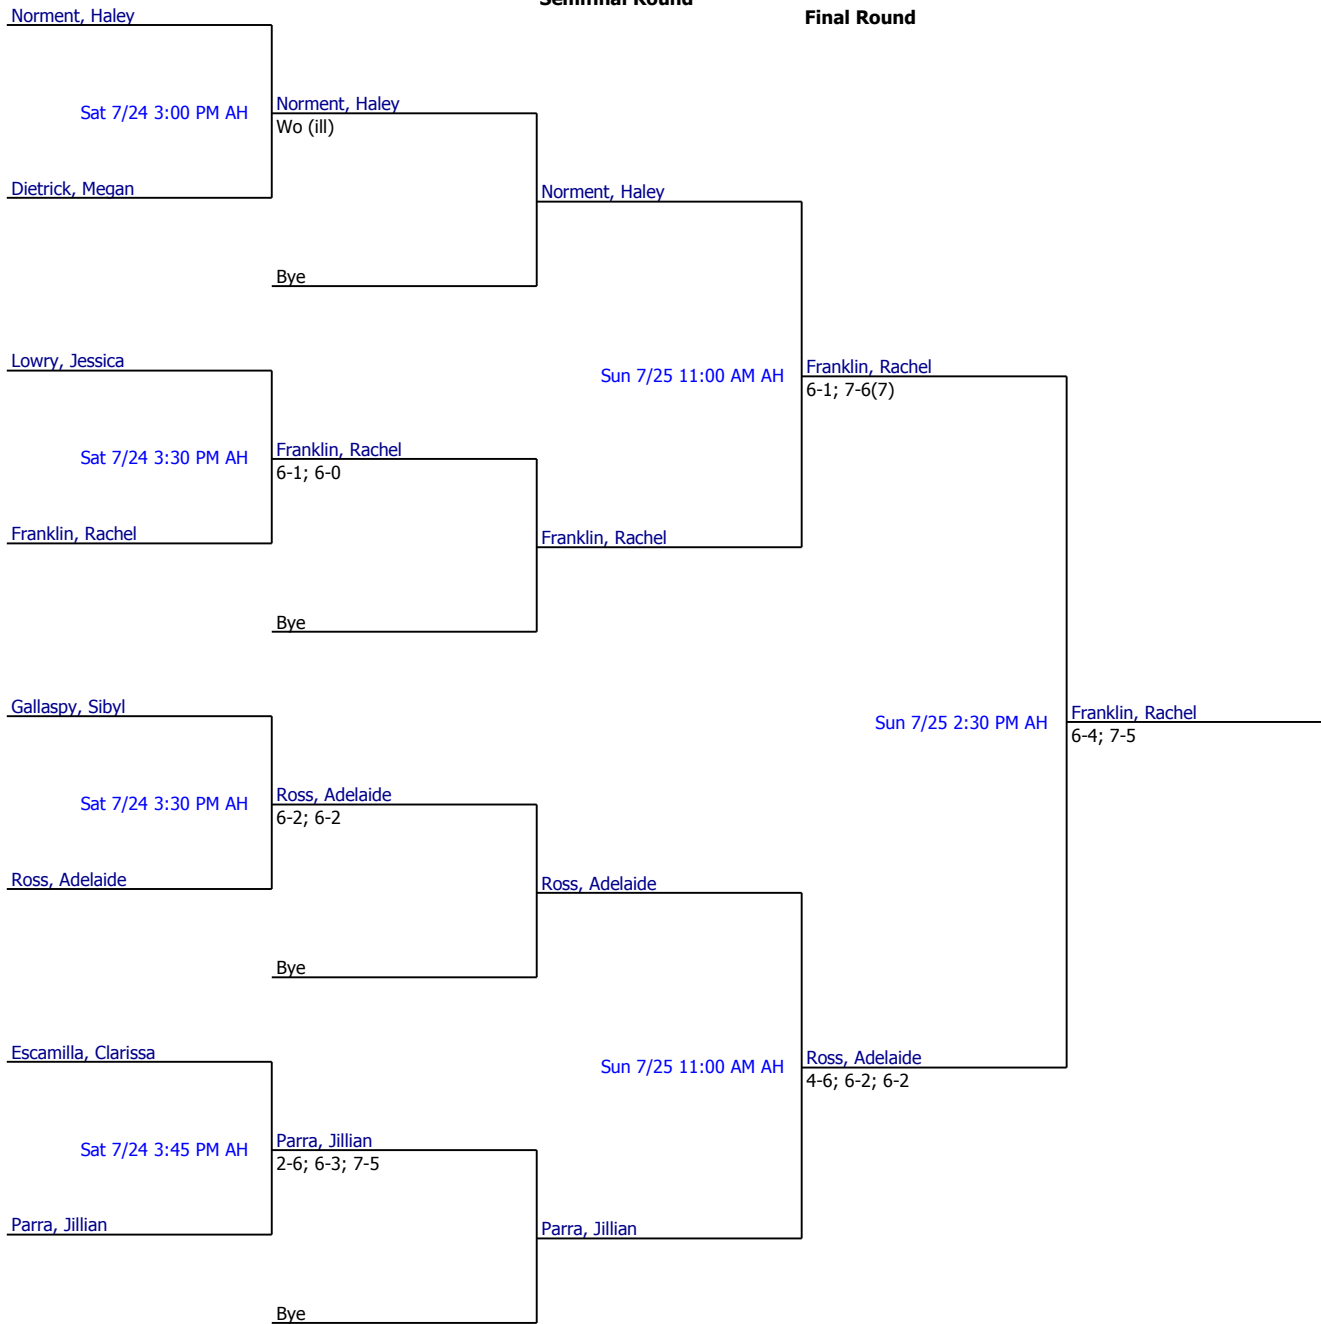 Semifinal Round
Final Round
Norment, Haley
Sat 7/24 3:00 PM AH
Norment, Haley
Wo (ill)
Dietrick, Megan
Norment, Haley
Bye
Lowry, Jessica
Sun 7/25 11:00 AM AH
Franklin, Rachel
6-1; 7-6(7)
Sat 7/24 3:30 PM AH
Franklin, Rachel
6-1; 6-0
Franklin, Rachel
Franklin, Rachel
Bye
Gallaspy, Sibyl
Sun 7/25 2:30 PM AH
Franklin, Rachel
6-4; 7-5
Sat 7/24 3:30 PM AH
Ross, Adelaide
6-2; 6-2
Ross, Adelaide
Ross, Adelaide
Bye
Escamilla, Clarissa
Sun 7/25 11:00 AM AH
Ross, Adelaide
4-6; 6-2; 6-2
Sat 7/24 3:45 PM AH
Parra, Jillian
2-6; 6-3; 7-5
Parra, Jillian
Parra, Jillian
Bye